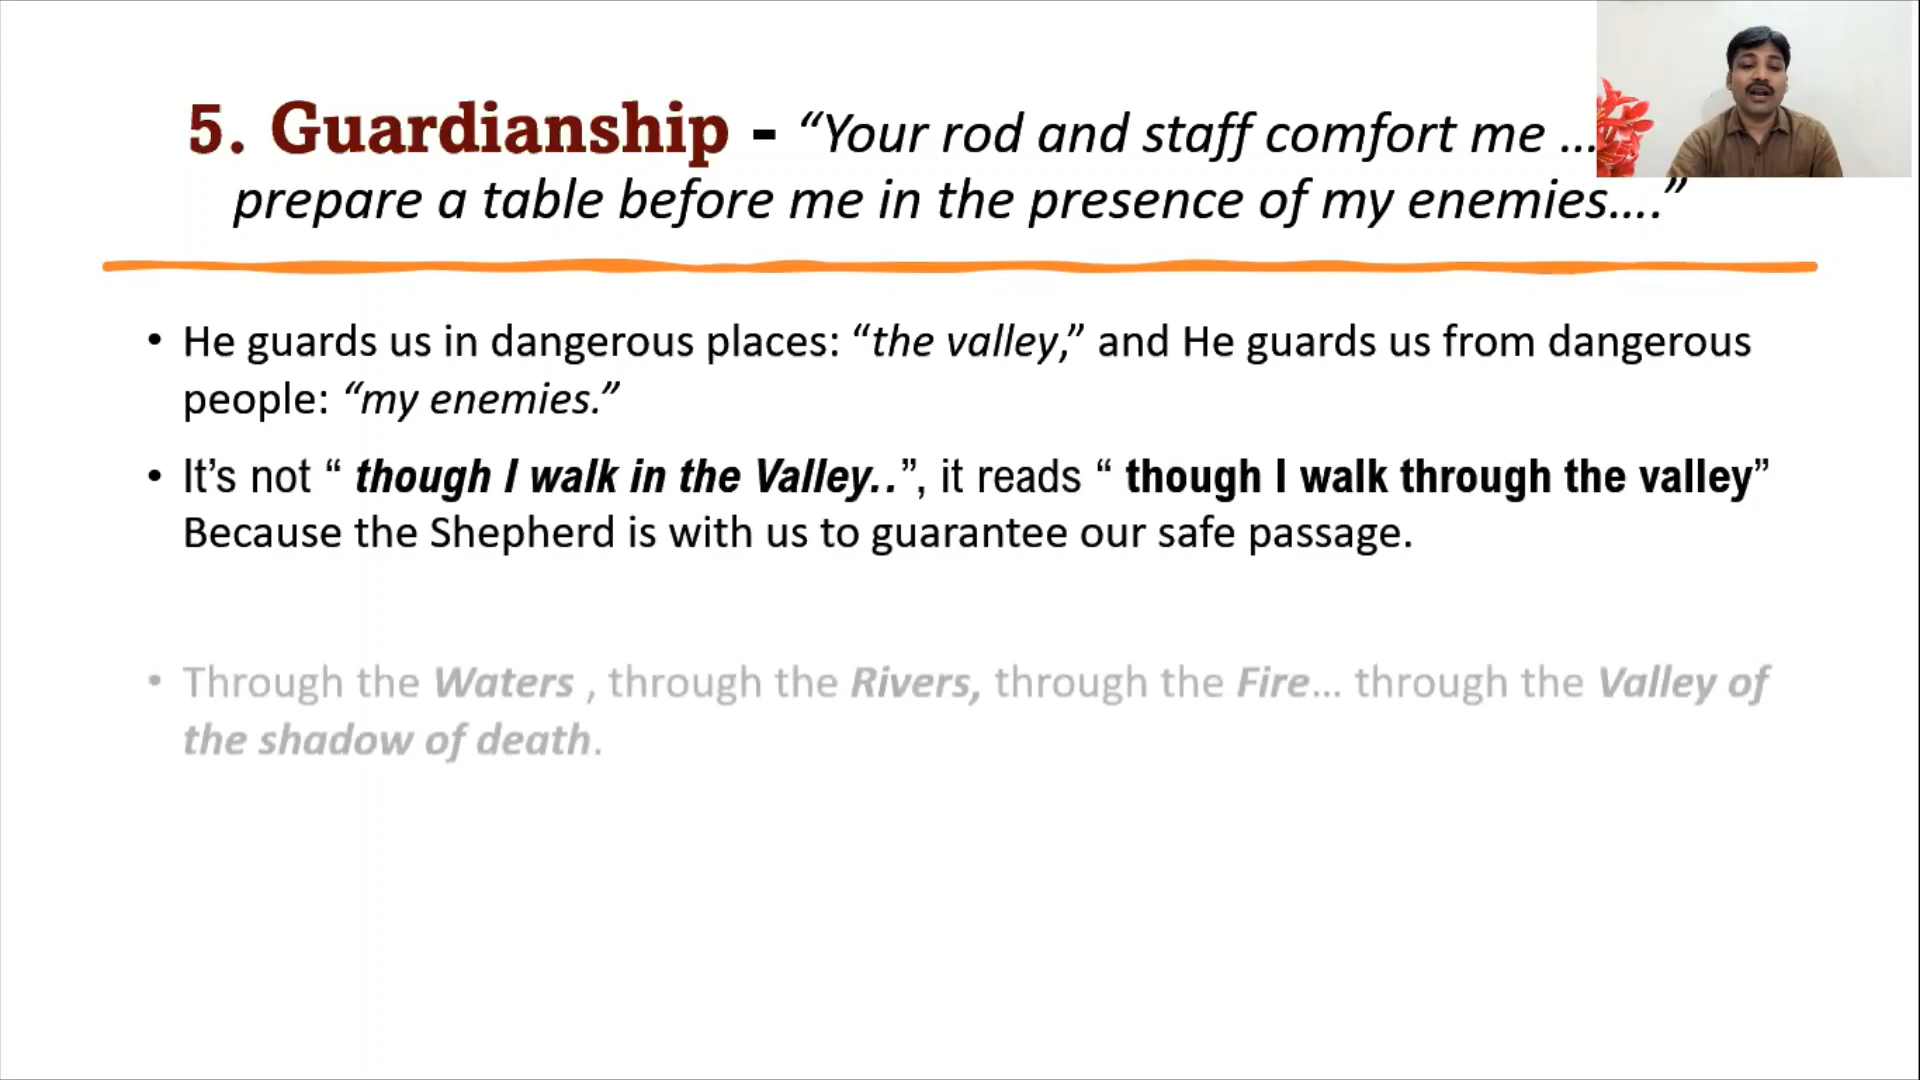 5. Guardianship - “Your rod and staff comfort me ...
prepare a table before me in the presence of my enemies....”
• He guards us in dangerous places: “the valley,” and He guards us from dangerous
people: “my enemies.”
• It’s not “ though I walk in the Valley..”, it reads “ though I walk through the valley”
Because the Shepherd is with us to guarantee our safe passage.
• Through the Waters , through the Rivers, through the Fire... through the Valley of
the shadow of death.